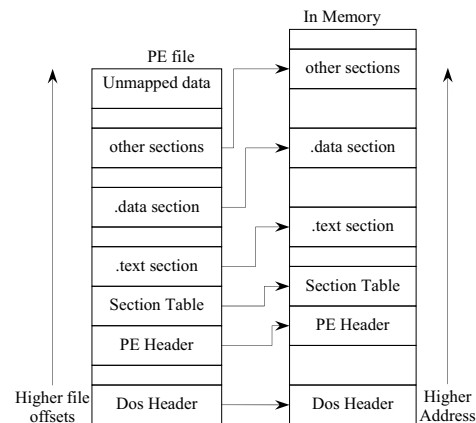 In Memory
PE file
Unmapped data
other sections
other sections
.data section
.data section
.text section
.text section
Section Table
Section Table
PE Header
PE Header
Higher file
offsets
Dos Header
Dos Header
Higher
Address